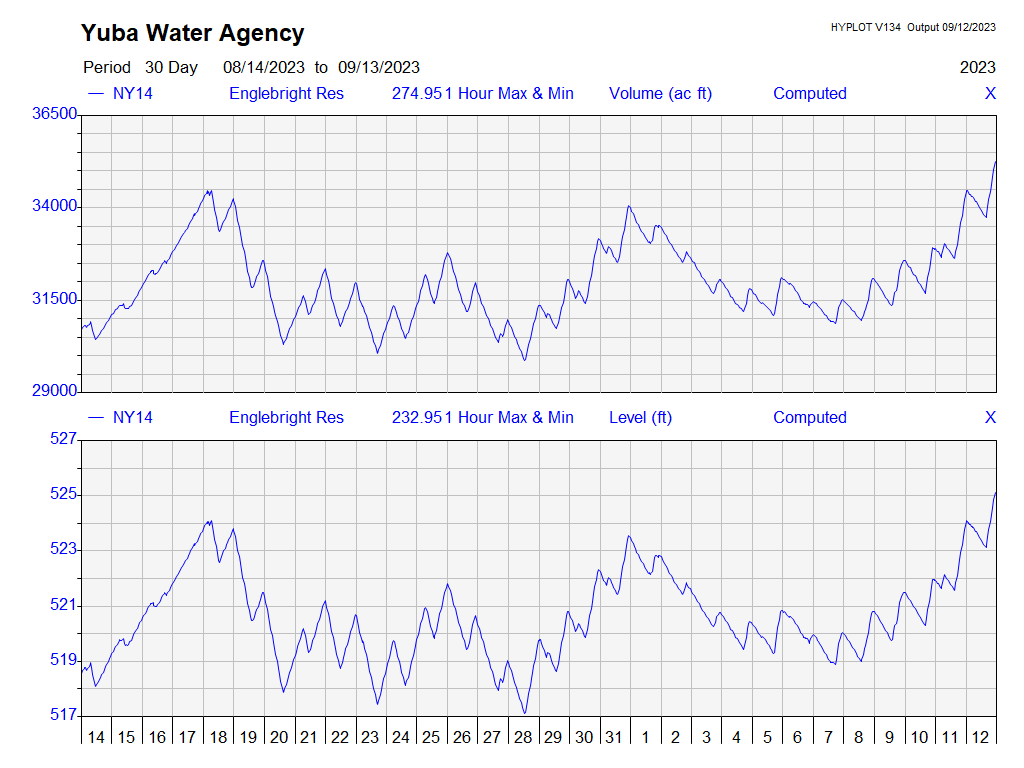 Yuba Water Agency
HYPLOT V134 Output 09/12/2023
Period 30 Day 08/14/2023 to 09/13/2023 2023
NY14 Englebright Res 274.951 Hour Max & Min Volume (ac ft) Computed X
36500
34000
31500
29000
NY14 Englebright Res 232.951 Hour Max & Min Level (ft) Computed X
527
525
523
521
519
517
14 15 16 17 18 19 20 21 22 23 24 25 26 27 28 29 30 31 1 2 3 4 5 6 7 8 9 10 11 12